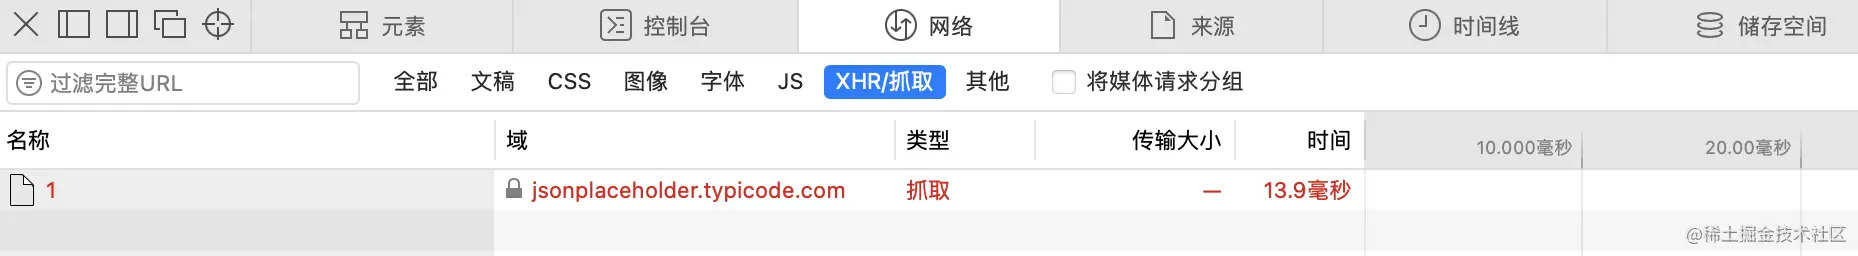 元素 控制台 网络 来源 时间线 储存空间
过滤完整URL 全部 文稿 CSS 图像 字体 JS XHR/抓取 其他 将媒体请求分组
名称 域 类型 传输大小 时间 10.000毫秒 20.00毫秒
1 jsonplaceholder.typicode.com 抓取 — 13.9毫秒
@稀土掘金技术社区